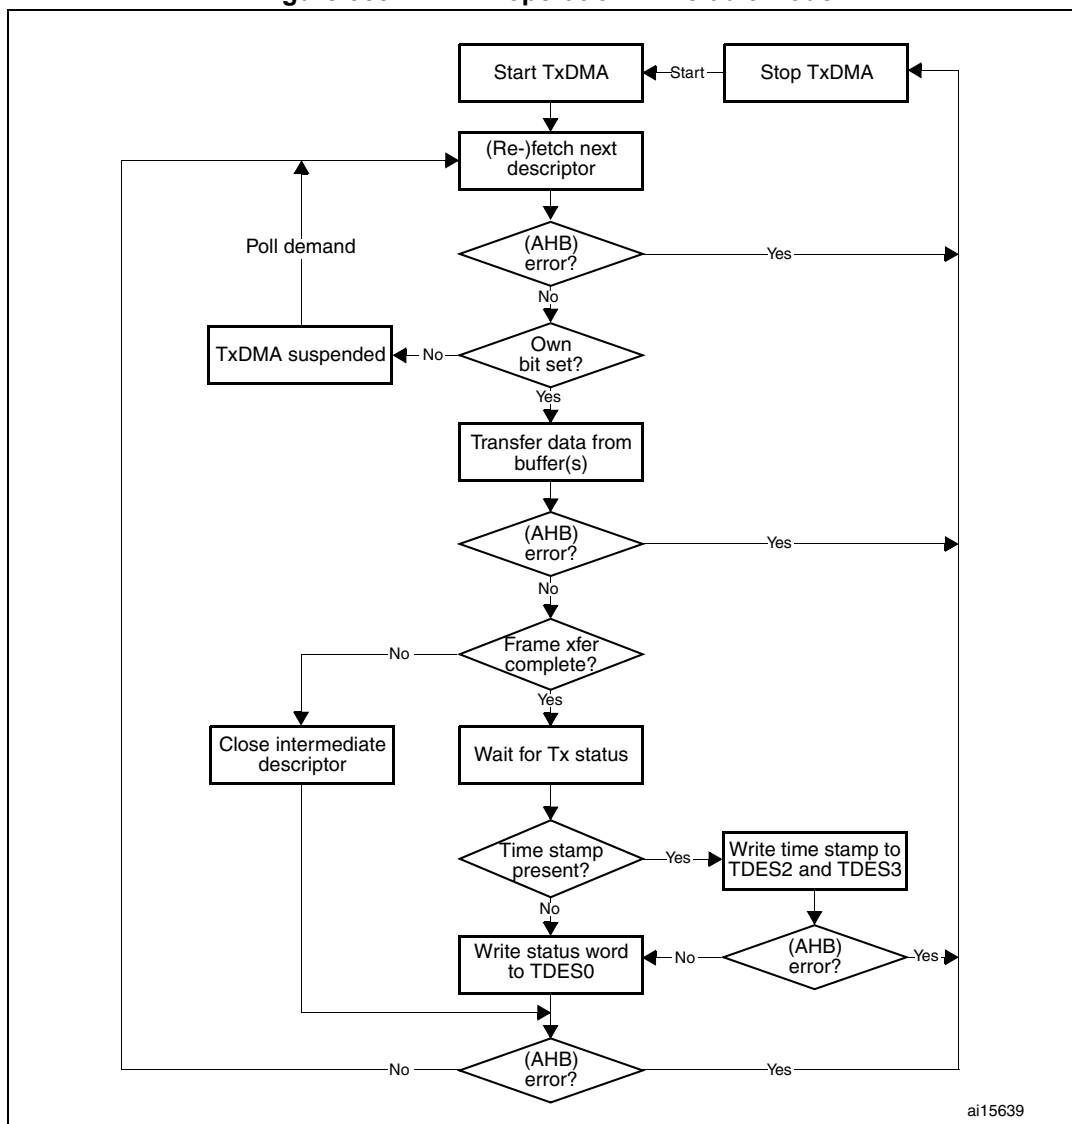 Start TxDMA
Start
Stop TxDMA
(Re-)fetch next
descriptor
Poll demand
(AHB)
error?
Yes
No
TxDMA suspended
No
Own
bit set?
Yes
Transfer data from
buffer(s)
(AHB)
error?
Yes
No
No
Frame xfer
complete?
Yes
Close intermediate
descriptor
Wait for Tx status
Time stamp
present?
Yes
Write time stamp to
TDES2 and TDES3
No
Write status word
to TDES0
No
(AHB)
error?
Yes
No
(AHB)
error?
Yes
ai15639